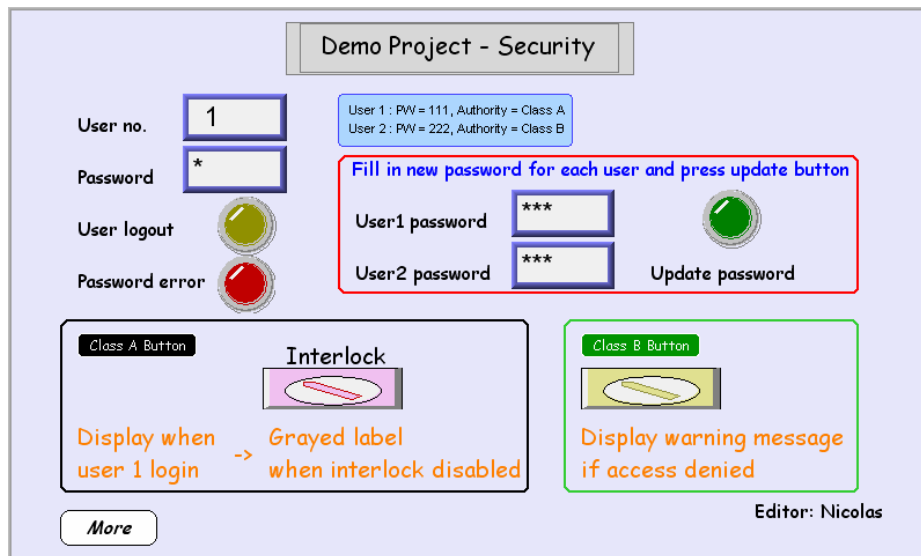 Demo Project - Security
User no.
1
User 1 : PW = 111, Authority = Class A
User 2 : PW = 222, Authority = Class B
Password
*
Fill in new password for each user and press update button
User logout
User1 password
***
Password error
User2 password
***
Update password
Class A Button
Interlock
Display when
user 1 login
->
Grayed label
when interlock disabled
Class B Button
Display warning message
if access denied
Editor: Nicolas
More